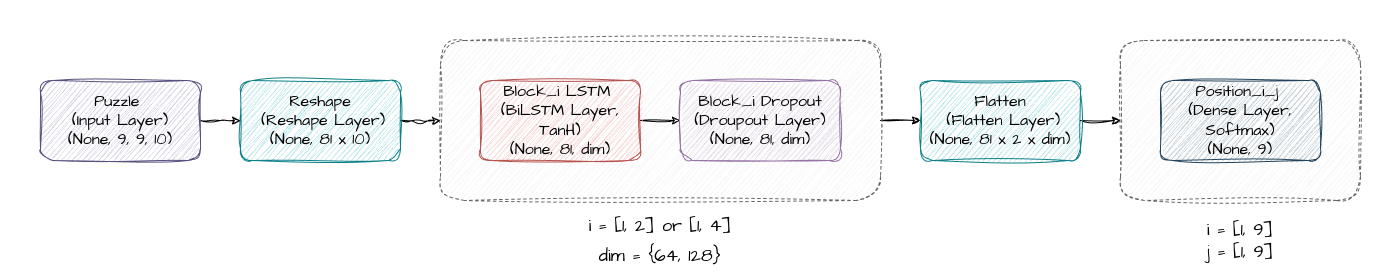 Puzzle
(Input Layer)
(None, 9, 9, 10)
Reshape
(Reshape Layer)
(None, 81 x 10)
Block_i LSTM
(BiLSTM Layer,
TanH)
(None, 81, dim)
Block_i Dropout
(Droupout Layer)
(None, 81, dim)
i = [1, 2] or [1, 4]
dim = {64, 128}
Flatten
(Flatten Layer)
(None, 81 x 2 x dim)
Position_i_j
(Dense Layer,
Softmax)
(None, 9)
i = [1, 9]
j = [1, 9]